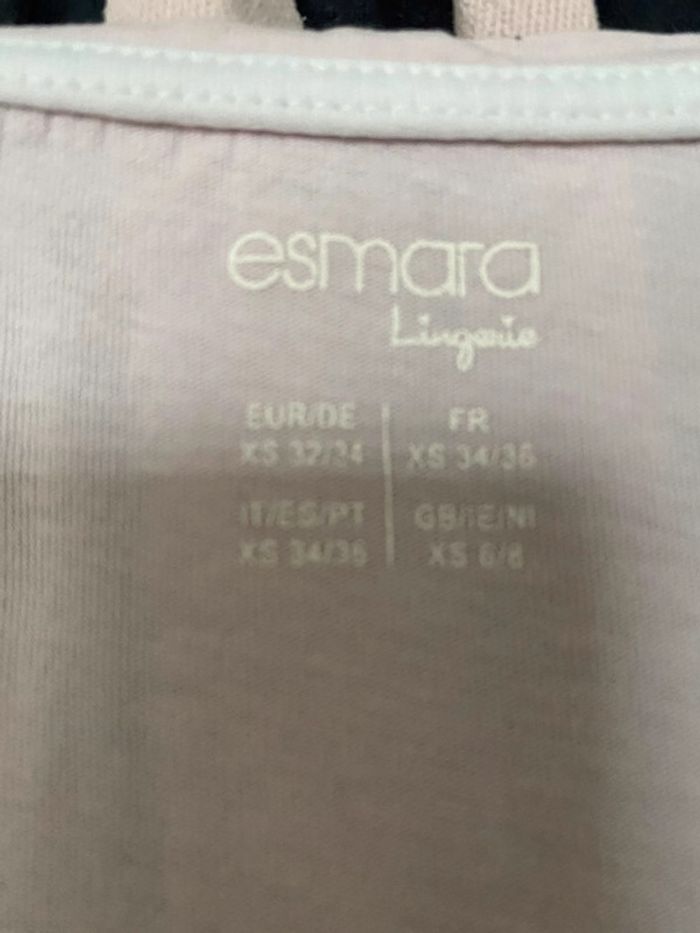 esmara
Lingerie
EUR/DE
XS 32/34
FR
XS 34/36
IT/ES/PT
XS 34/36
GB/IE/NI
XS 6/8